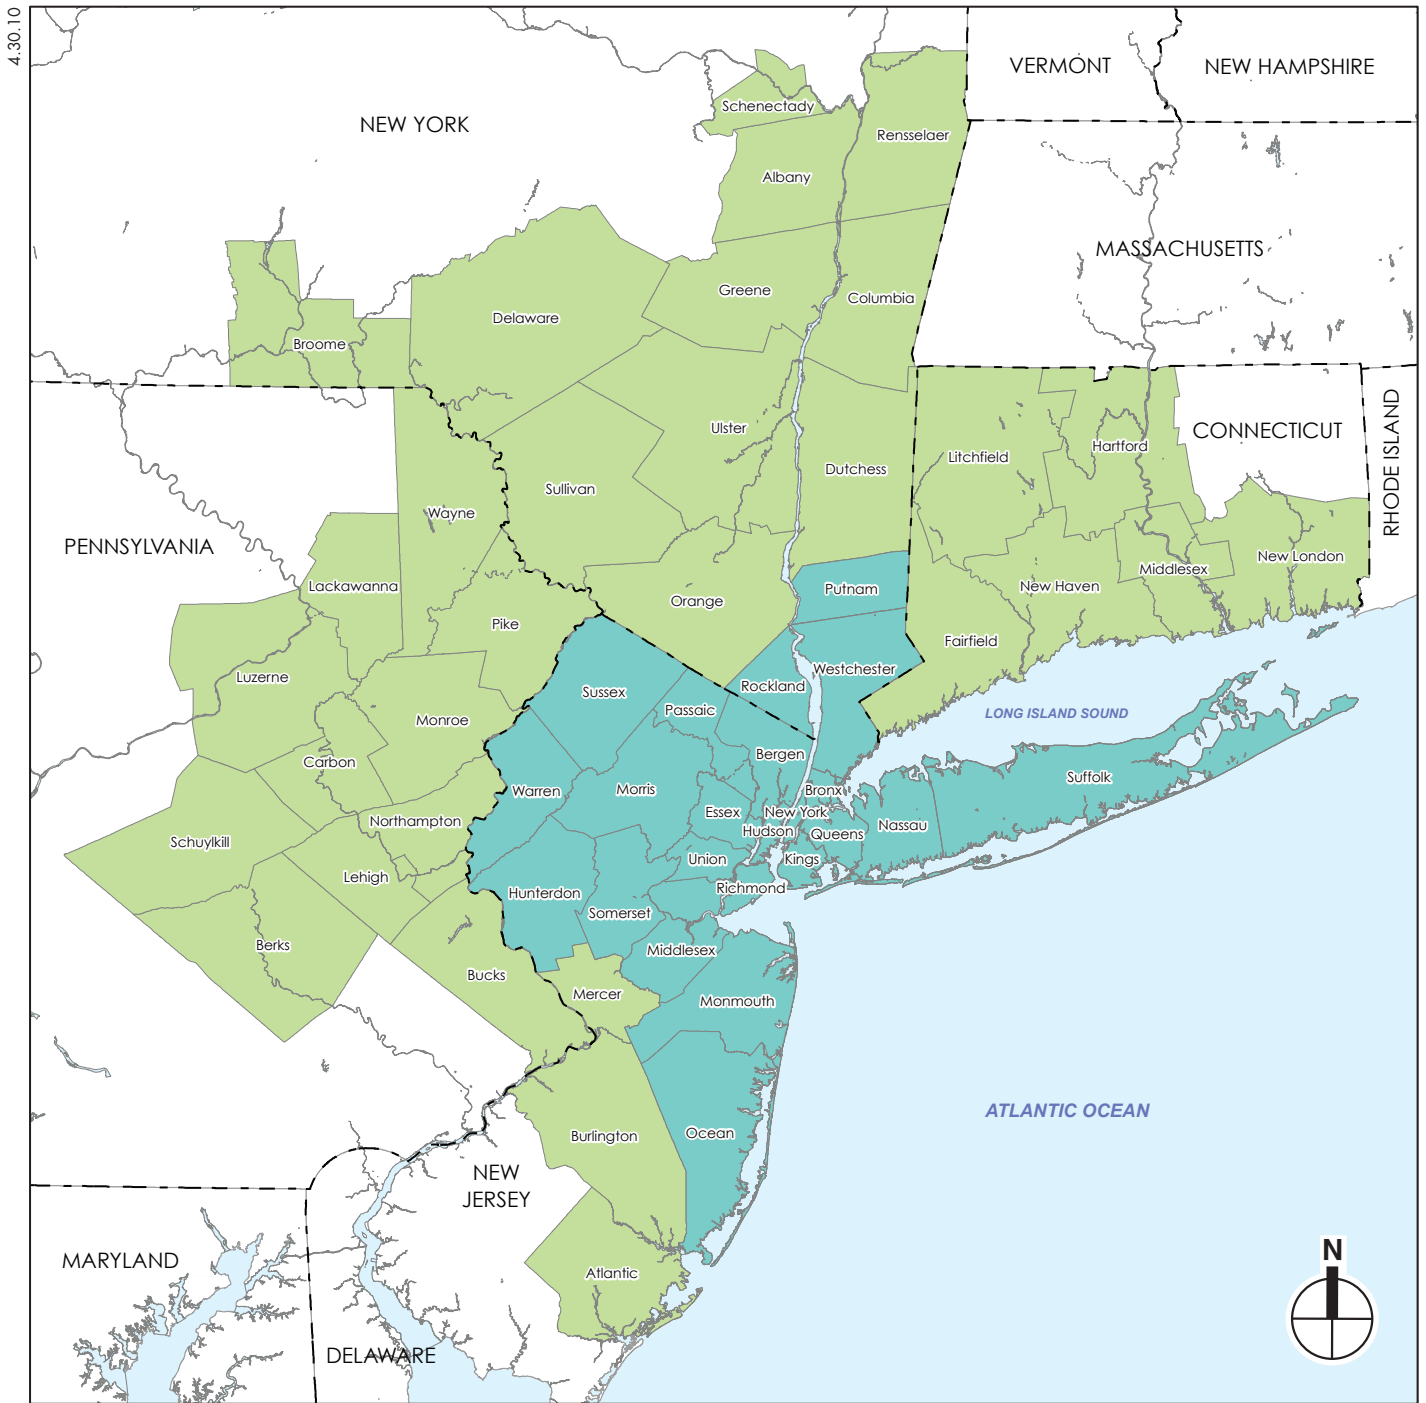 4.30.10
VERMONT
NEW HAMPSHIRE
NEW YORK
Schenectady
Rensselaer
Albany
MASSACHUSETTS
Greene
Columbia
Delaware
Broome
RHODE ISLAND
Ulster
CONNECTICUT
Hartford
Litchfield
Dutchess
Sullivan
Wayne
PENNSYLVANIA
New London
Middlesex
Lackawanna
New Haven
Putnam
Orange
Pike
Fairfield
Westchester
Luzerne
Rockland
Sussex
Passaic
LONG ISLAND SOUND
Monroe
Bergen
Carbon
Suffolk
Warren
Morris
Bronx
Essex
New York
Northampton
Nassau
Hudson
Queens
Schuylkill
Union
Kings
Lehigh
Richmond
Hunterdon
Somerset
Berks
Middlesex
Bucks
Mercer
Monmouth
ATLANTIC OCEAN
Burlington
Ocean
NEW
JERSEY
N
MARYLAND
Atlantic
DELAWARE